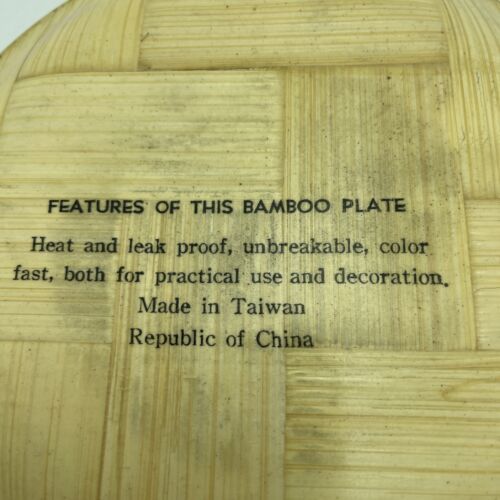 FEATURES OF THIS BAMBOO PLATE
Heat and leak proof, unbreakable, color
fast, both for practical use and decoration.
Made in Taiwan
Republic of China